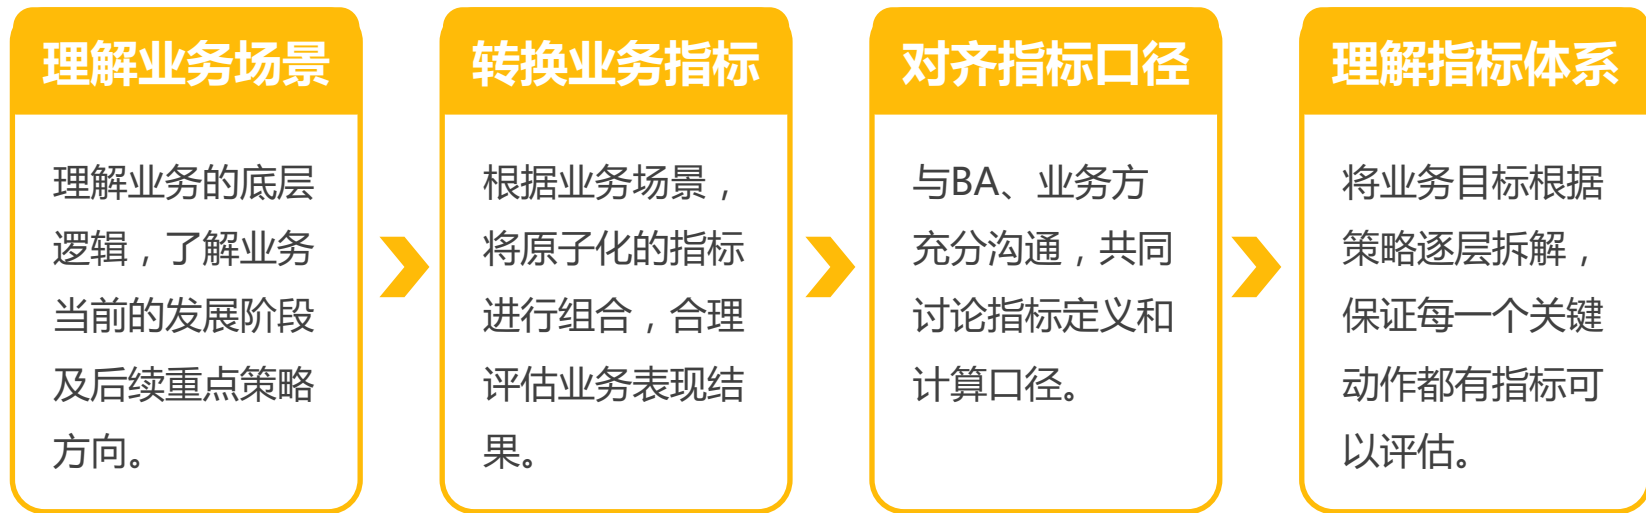 理解业务场景
理解业务的底层
逻辑，了解业务
当前的发展阶段
及后续重点策略
方向。
转换业务指标
根据业务场景，
将原子化的指标
进行组合，合理
评估业务表现结
果。
对齐指标口径
与BA、业务方
充分沟通，共同
讨论指标定义和
计算口径。
理解指标体系
将业务目标根据
策略逐层拆解，
保证每一个关键
动作都有指标可
以评估。